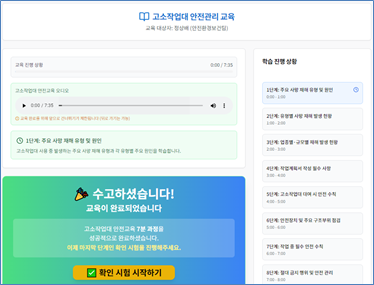 고소작업대 안전관리 교육
교육 대상자: 정상배 (안전환경보건팀)
교육 진행 상황
0:00 / 7:35
고소작업대 안전교육 오디오
0:00 / 7:35
1단계: 주요 사망 재해 유형 및 원인
고소작업대 사용 중 발생하는 주요 사망 재해 유형과 각 유형별 주요 원인을 학습합니다.
수고하셨습니다!
교육이 완료되었습니다
고소작업대 안전교육 7분 과정을
성공적으로 완료하셨습니다.
이제 마지막 단계인 확인 시험을 진행해주세요.
확인 시험 시작하기
학습 진행 상황
1단계: 주요 사망 재해 유형 및 원인
0:00 - 1:00
2단계: 유형별 사망 재해 발생 현황
1:00 - 2:00
3단계: 업종별·규모별 재해 발생 현황
2:00 - 3:00
4단계: 작업계획서 작성 필수 사항
3:00 - 4:00
5단계: 고소작업대 대여 시 안전 수칙
4:00 - 5:00
6단계: 안전장치 및 주요 구조부위 점검
5:00 - 6:00
7단계: 작업 중 필수 안전 수칙
6:00 - 7:00
8단계: 절대 금지 행위 및 안전 관리